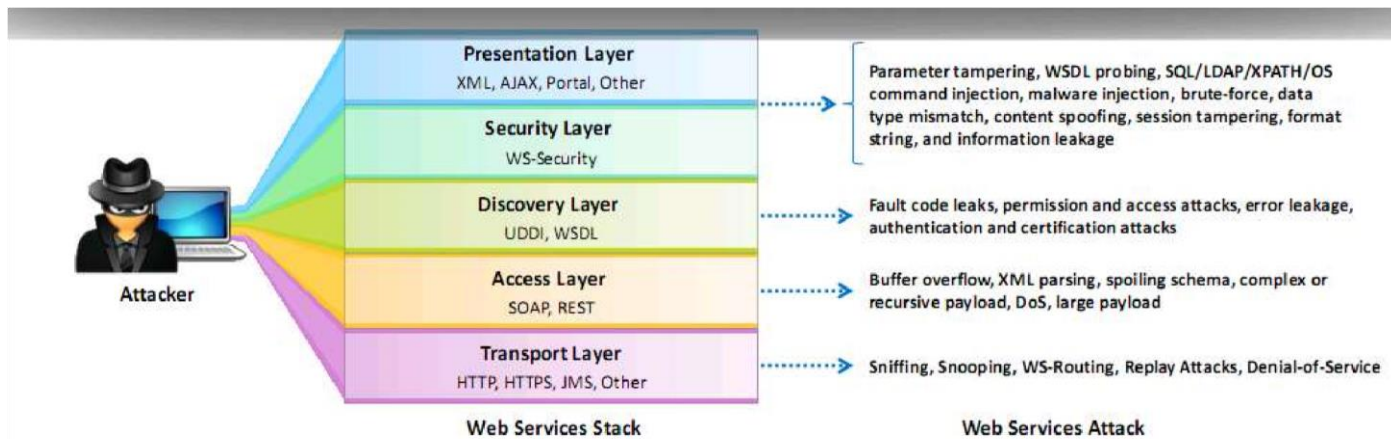 Presentation Layer
XML, AJAX, Portal, Other
Security Layer
WS-Security
Discovery Layer
UDDI, WSDL
Access Layer
SOAP, REST
Transport Layer
HTTP, HTTPS, JMS, Other
Web Services Stack
Attacker
Parameter tampering, WSDL probing, SQL/LDAP/XPATH/OS
command injection, malware injection, brute-force, data
type mismatch, content spoofing, session tampering, format
string, and information leakage
Fault code leaks, permission and access attacks, error leakage,
authentication and certification attacks
Buffer overflow, XML parsing, spoiling schema, complex or
recursive payload, DoS, large payload
Sniffing, Snooping, WS-Routing, Replay Attacks, Denial-of-Service
Web Services Attack